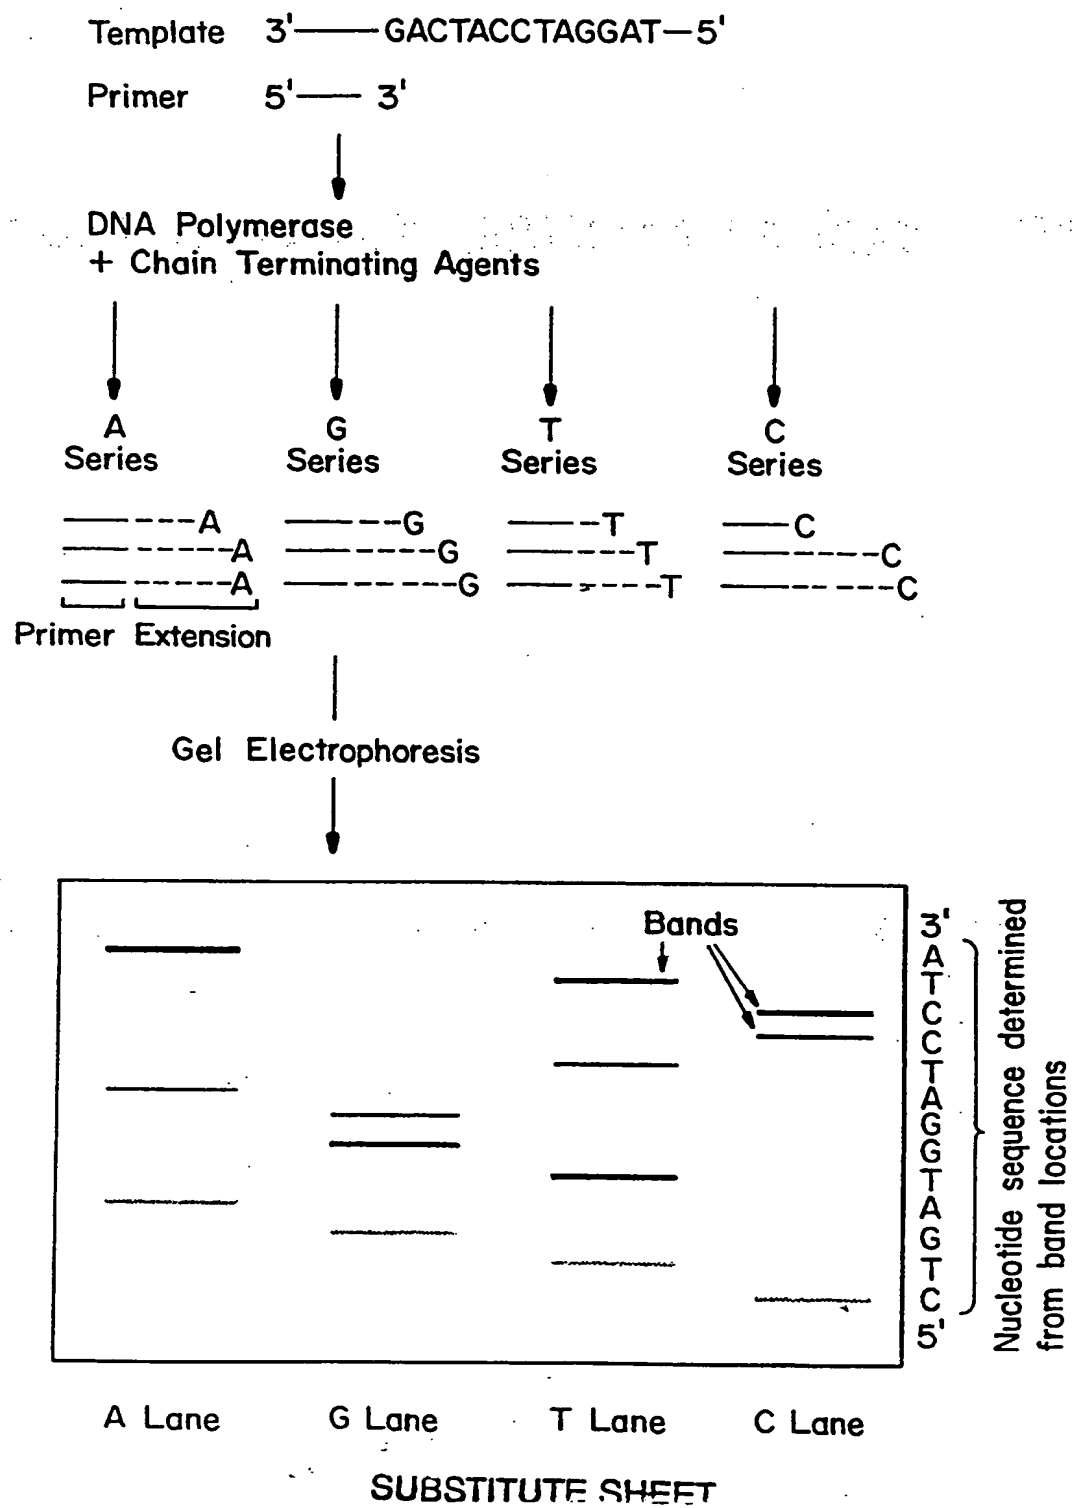 Template 3'——GACTACCTAGGAT—5'
Primer 5'—— 3'
DNA Polymerase
+ Chain Terminating Agents
A G T C
Series Series Series Series
—— ----A —— ---G —— --T ——C
—— ------A —— -----G —— ---T —— -----C
—— ------A —— ------G —— -----T —— ------C
Primer Extension
Gel Electrophoresis
Bands
3'
A
T
C
C
T
A
G
G
T
A
G
T
C
5'
Nucleotide sequence determined
from band locations
A Lane G Lane T Lane C Lane
SUBSTITUTE SHEET